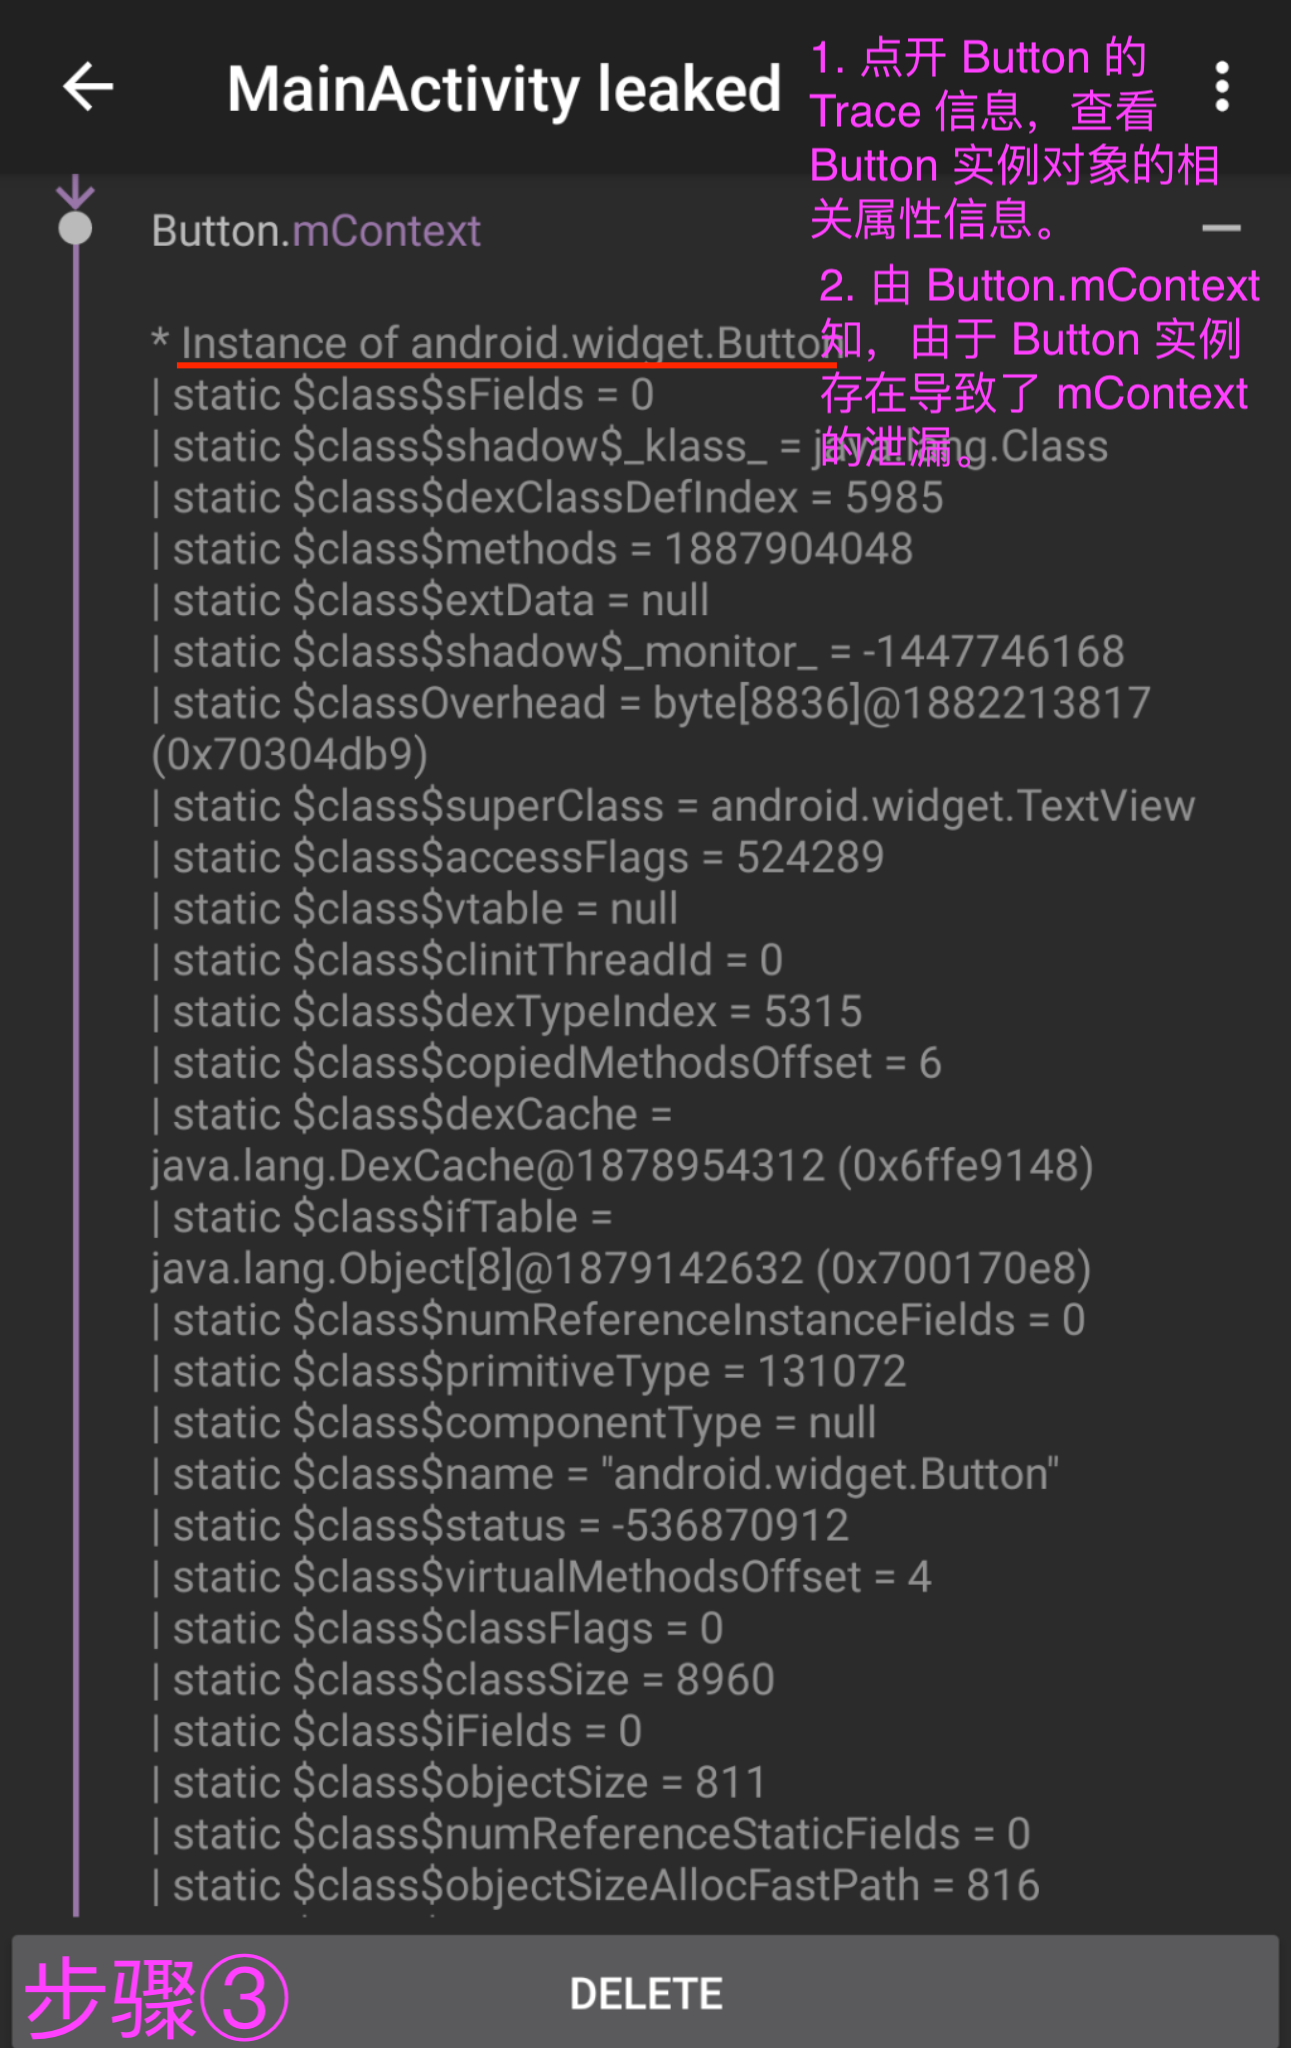 MainActivity leaked
1. 点开 Button 的
Trace 信息，查看
Button 实例对象的相
关属性信息。
Button.mContext
2. 由 Button.mContext
知，由于 Button 实例
存在导致了 mContext
的泄漏。
* Instance of android.widget.Button
| static $class$sFields = 0
| static $class$shadow$_klass_ = java.lang.Class
| static $class$dexClassDefIndex = 5985
| static $class$methods = 1887904048
| static $class$extData = null
| static $class$shadow$_monitor_ = -1447746168
| static $classOverhead = byte[8836]@1882213817
(0x70304db9)
| static $class$superClass = android.widget.TextView
| static $class$accessFlags = 524289
| static $class$vtable = null
| static $class$clinitThreadId = 0
| static $class$dexTypeIndex = 5315
| static $class$copiedMethodsOffset = 6
| static $class$dexCache =
java.lang.DexCache@1878954312 (0x6ffe9148)
| static $class$ifTable =
java.lang.Object[8]@1879142632 (0x700170e8)
| static $class$numReferenceInstanceFields = 0
| static $class$primitiveType = 131072
| static $class$componentType = null
| static $class$name = "android.widget.Button"
| static $class$status = -536870912
| static $class$virtualMethodsOffset = 4
| static $class$classFlags = 0
| static $class$classSize = 8960
| static $class$iFields = 0
| static $class$objectSize = 811
| static $class$numReferenceStaticFields = 0
| static $class$objectSizeAllocFastPath = 816
步骤③
DELETE